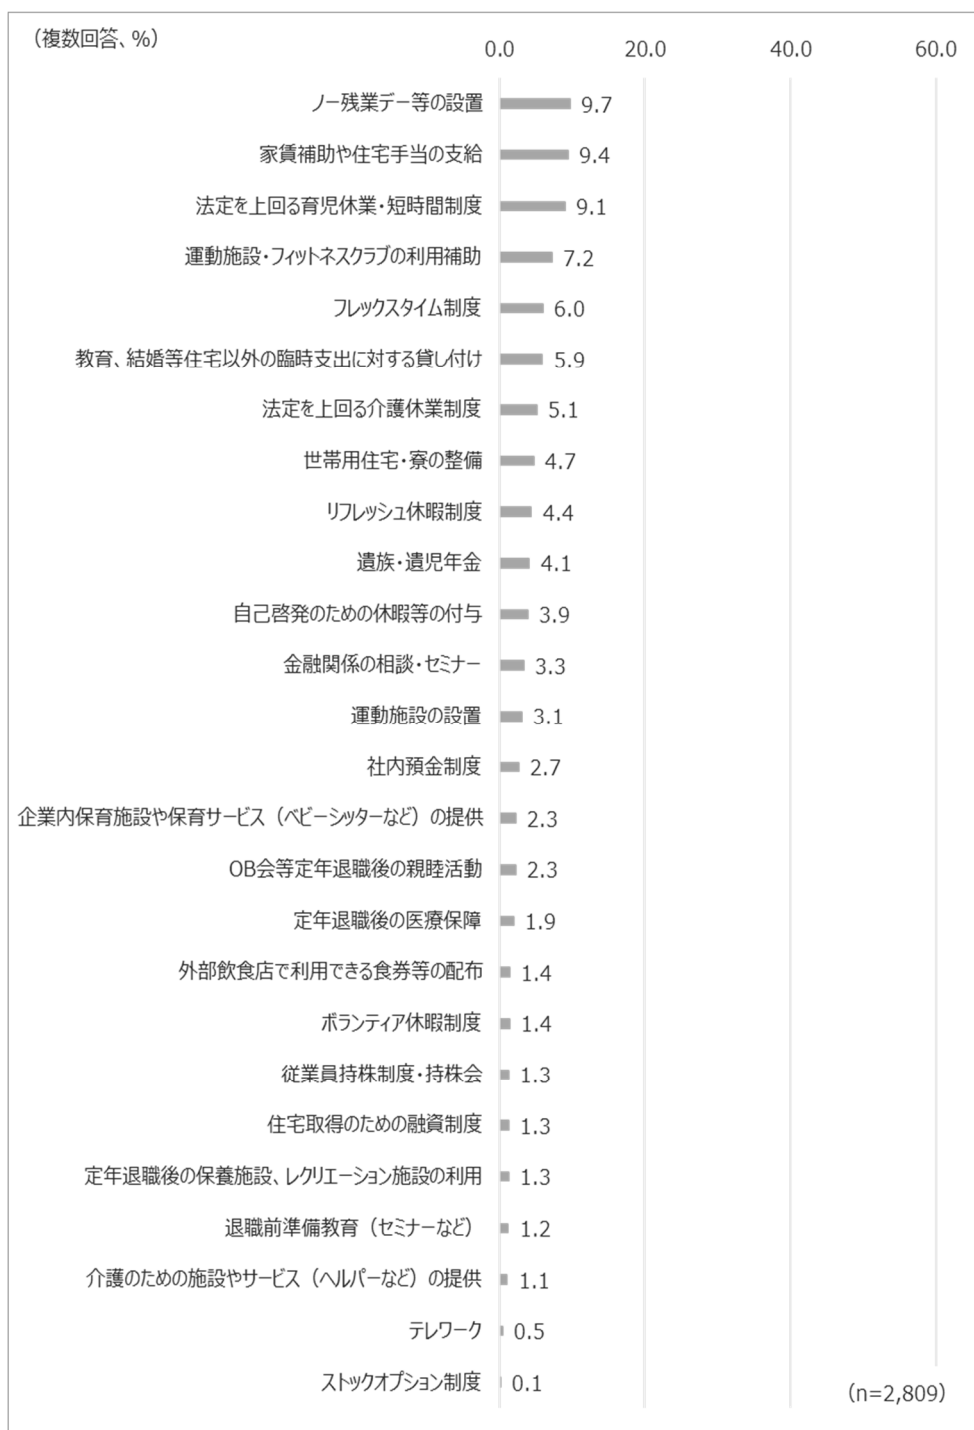 （複数回答、%）
0.0 20.0 40.0 60.0
ノー残業デー等の設置 9.7
家賃補助や住宅手当の支給 9.4
法定を上回る育児休業・短時間制度 9.1
運動施設・フィットネスクラブの利用補助 7.2
フレックスタイム制度 6.0
教育、結婚等住宅以外の臨時支出に対する貸し付け 5.9
法定を上回る介護休業制度 5.1
世帯用住宅・寮の整備 4.7
リフレッシュ休暇制度 4.4
遺族・遺児年金 4.1
自己啓発のための休暇等の付与 3.9
金融関係の相談・セミナー 3.3
運動施設の設置 3.1
社内預金制度 2.7
企業内保育施設や保育サービス（ベビーシッターなど）の提供 2.3
OB会等定年退職後の親睦活動 2.3
定年退職後の医療保障 1.9
外部飲食店で利用できる食券等の配布 1.4
ボランティア休暇制度 1.4
従業員持株制度・持株会 1.3
住宅取得のための融資制度 1.3
定年退職後の保養施設、レクリエーション施設の利用 1.3
退職前準備教育（セミナーなど） 1.2
介護のための施設やサービス（ヘルパーなど）の提供 1.1
テレワーク 0.5
ストックオプション制度 0.1
（n=2,809）